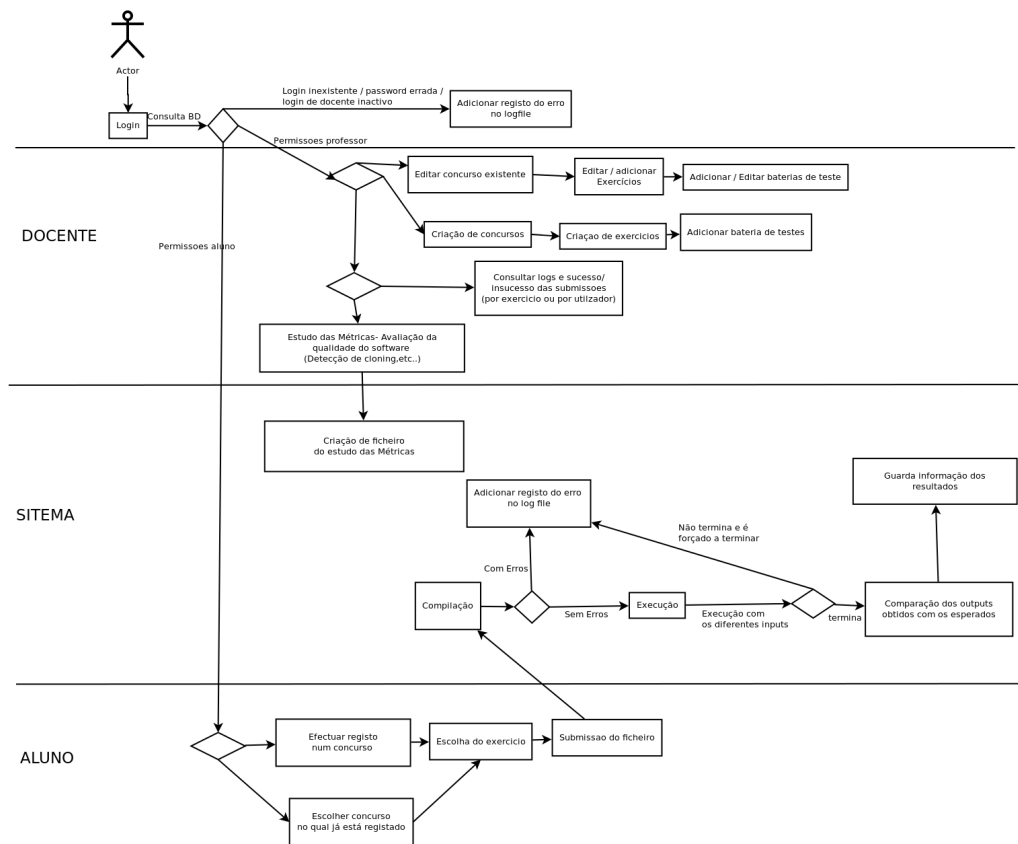 Actor
Login
Consulta BD
Login inexistente / password errada /
login de docente inactivo
Adicionar registo do erro
no logfile
Permissoes professor
DOCENTE
Permissoes aluno
Editar concurso existente
Editar / adicionar
Exercícios
Adicionar / Editar baterias de teste
Criação de concursos
Criaçao de exercicios
Adicionar bateria de testes
Consultar logs e sucesso/
insucesso das submissoes
(por exercicio ou por utilzador)
Estudo das Métricas- Avaliação da
qualidade do software
(Detecção de cloning,etc..)
SITEMA
Criação de ficheiro
do estudo das Métricas
Adicionar registo do erro
no log file
Guarda informação dos
resultados
Não termina e é
forçado a terminar
Com Erros
Compilação
Sem Erros
Execução
Execução com
os diferentes inputs
termina
Comparação dos outputs
obtidos com os esperados
ALUNO
Efectuar registo
num concurso
Escolha do exercicio
Submissao do ficheiro
Escolher concurso
no qual já está registado